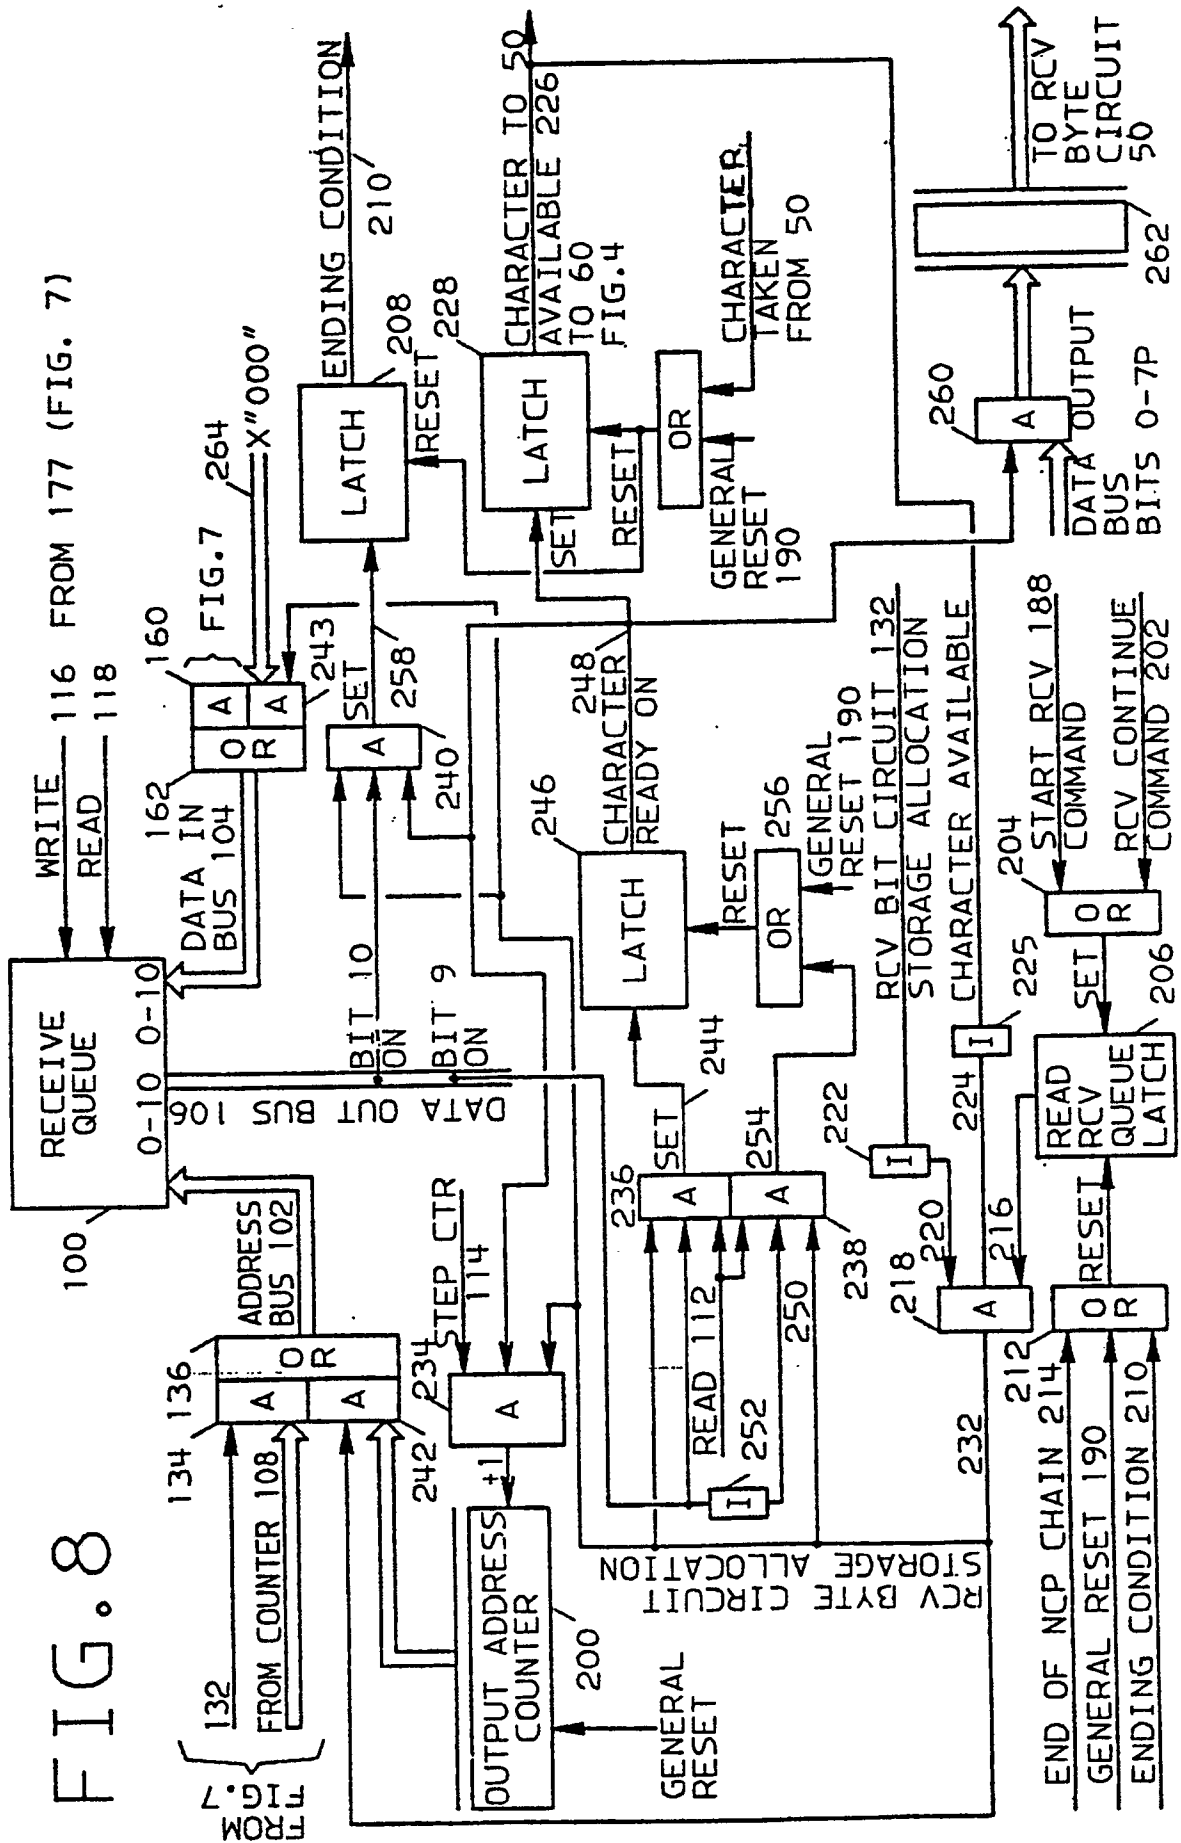 FIG. 8
FROM
FIG.7
132
FROM COUNTER 108
134
136
A
A
O
R
242
ADDRESS
BUS 102
100
RECEIVE
QUEUE
0-10
0-10
WRITE
116 FROM 177 (FIG. 7)
READ
118
DATA IN
BUS 104
162
160
O
R
A
A
FIG.7
264
X"000"
243
DATA OUT BUS 106
BIT 10
ON
BIT 9
ON
SET
258
A
240
LATCH
208
RESET
ENDING CONDITION
210
OUTPUT ADDRESS
COUNTER
200
GENERAL
RESET
+1
234
A
STEP CTR
114
CHARACTER TO 50
AVAILABLE 226
TO 60
FIG.4
228
LATCH
SET
RESET
OR
GENERAL
RESET
190
CHARACTER
TAKEN
FROM 50
RCV BYTE CIRCUIT
STORAGE ALLOCATION
READ 112
252
I
250
236
A
A
238
SET
244
254
246
LATCH
CHARACTER
READY ON
248
RESET
OR
256
GENERAL
RESET 190
222
I
RCV BIT CIRCUIT 132
STORAGE ALLOCATION
220
218
A
216
232
224
I
225
CHARACTER AVAILABLE
260
A
DATA OUTPUT
BUS
BITS 0-7P
262
TO RCV
BYTE
CIRCUIT
50
END OF NCP CHAIN 214
GENERAL RESET 190
ENDING CONDITION 210
212
O
R
RESET
READ
RCV
QUEUE
LATCH
206
SET
204
O
R
START RCV 188
COMMAND
RCV CONTINUE
COMMAND 202